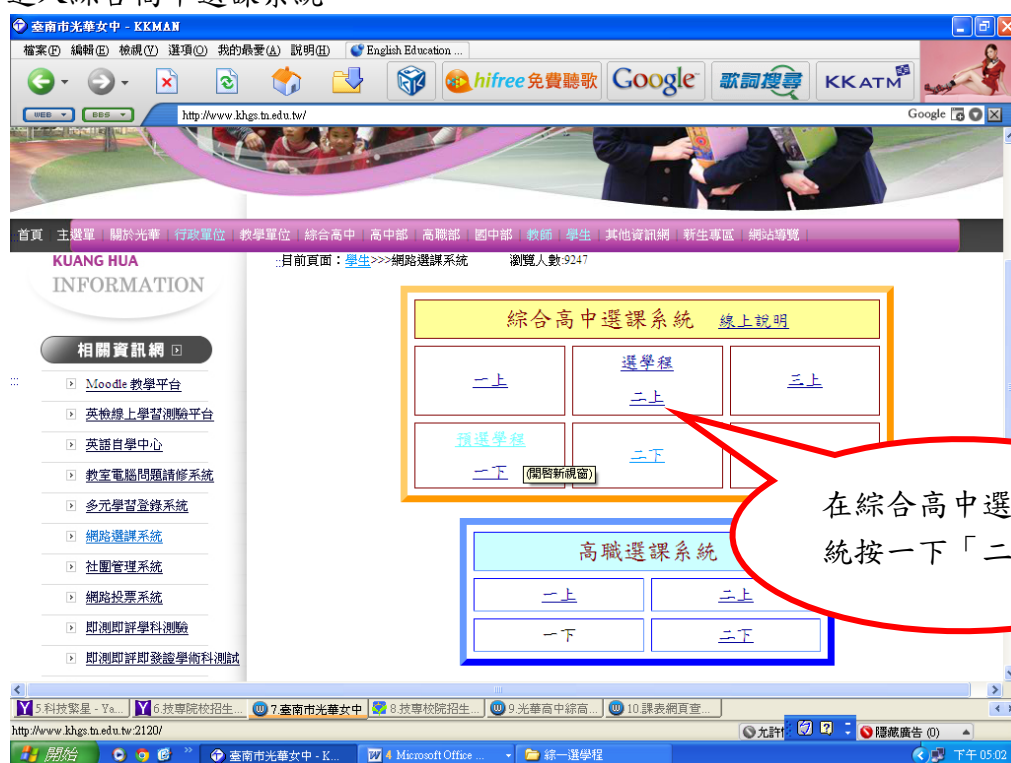 進入綜合高中選課系統
臺南市光華女中 - KKMAN
檔案(F) 編輯(E) 檢視(V) 選項(O) 我的最愛(A) 說明(H) English Education ...
hifree免費聽歌 Google 歌詞搜尋 KKATM
WEB BBS http://www.khgs.tn.edu.tw/ Google
首頁 主選單 關於光華 行政單位 教學單位 綜合高中 高中部 高職部 國中部 教師 學生 其他資訊網 新生專區 網站導覽
KUANG HUA
INFORMATION
:::目前頁面：學生>>>網路選課系統 瀏覽人數:9247
相關資訊網
Moodle 教學平台
英檢線上學習測驗平台
英語自學中心
教室電腦問題請修系統
多元學習登錄系統
網路選課系統
社團管理系統
網路投票系統
即測即評學科測驗
即測即評即發證學術科測試
綜合高中選課系統 線上說明
一上
選學程
二上
三上
預選學程
一下
二下
(開啓新視窗)
在綜合高中選
統按一下「二
高職選課系統
一上 二上
一下 二下
5.科技繁星 - Ya... 6.技專院校招生... 7.臺南市光華女中 8.技專校院招生... 9.光華高中綜高... 10.課表網頁查...
http://www.khgs.tn.edu.tw:2120/ 允許 隱藏廣告 (0)
開始 臺南市光華女中 - K... 4 Microsoft Office ... 綜一選學程 下午 05:02